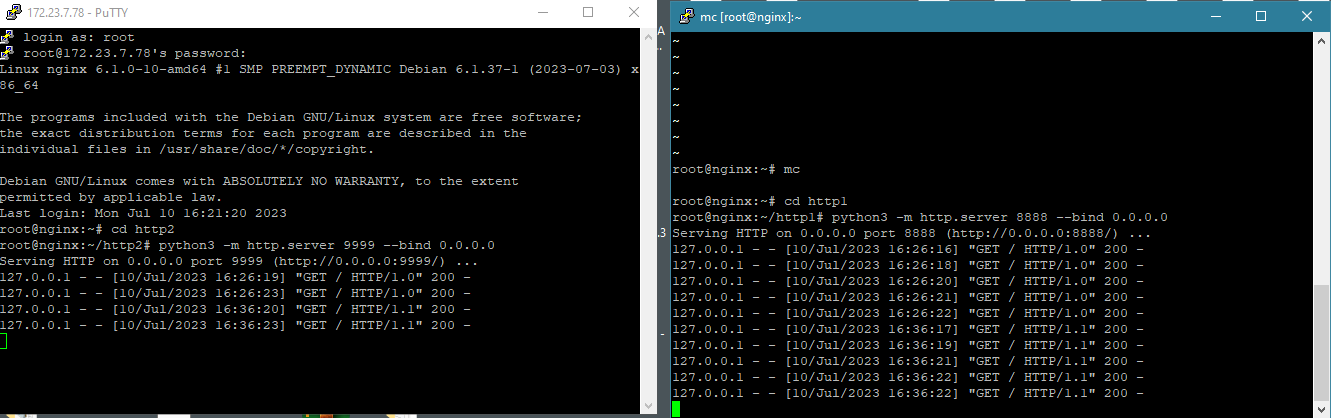 172.23.7.78 - PuTTY
login as: root
root@172.23.7.78's password:
Linux nginx 6.1.0-10-amd64 #1 SMP PREEMPT_DYNAMIC Debian 6.1.37-1 (2023-07-03) x
86_64
The programs included with the Debian GNU/Linux system are free software;
the exact distribution terms for each program are described in the
individual files in /usr/share/doc/*/copyright.
Debian GNU/Linux comes with ABSOLUTELY NO WARRANTY, to the extent
permitted by applicable law.
Last login: Mon Jul 10 16:21:20 2023
root@nginx:~# cd http2
root@nginx:~/http2# python3 -m http.server 9999 --bind 0.0.0.0
Serving HTTP on 0.0.0.0 port 9999 (http://0.0.0.0:9999/) ...
127.0.0.1 - - [10/Jul/2023 16:26:19] "GET / HTTP/1.0" 200 -
127.0.0.1 - - [10/Jul/2023 16:26:23] "GET / HTTP/1.0" 200 -
127.0.0.1 - - [10/Jul/2023 16:36:20] "GET / HTTP/1.1" 200 -
127.0.0.1 - - [10/Jul/2023 16:36:23] "GET / HTTP/1.1" 200 -
A
..
.3
-
mc [root@nginx]:~
~
~
~
~
~
~
~
~
root@nginx:~# mc
root@nginx:~# cd http1
root@nginx:~/http1# python3 -m http.server 8888 --bind 0.0.0.0
Serving HTTP on 0.0.0.0 port 8888 (http://0.0.0.0:8888/) ...
127.0.0.1 - - [10/Jul/2023 16:26:16] "GET / HTTP/1.0" 200 -
127.0.0.1 - - [10/Jul/2023 16:26:18] "GET / HTTP/1.0" 200 -
127.0.0.1 - - [10/Jul/2023 16:26:20] "GET / HTTP/1.0" 200 -
127.0.0.1 - - [10/Jul/2023 16:26:21] "GET / HTTP/1.0" 200 -
127.0.0.1 - - [10/Jul/2023 16:26:22] "GET / HTTP/1.0" 200 -
127.0.0.1 - - [10/Jul/2023 16:36:17] "GET / HTTP/1.1" 200 -
127.0.0.1 - - [10/Jul/2023 16:36:19] "GET / HTTP/1.1" 200 -
127.0.0.1 - - [10/Jul/2023 16:36:21] "GET / HTTP/1.1" 200 -
127.0.0.1 - - [10/Jul/2023 16:36:22] "GET / HTTP/1.1" 200 -
127.0.0.1 - - [10/Jul/2023 16:36:22] "GET / HTTP/1.1" 200 -